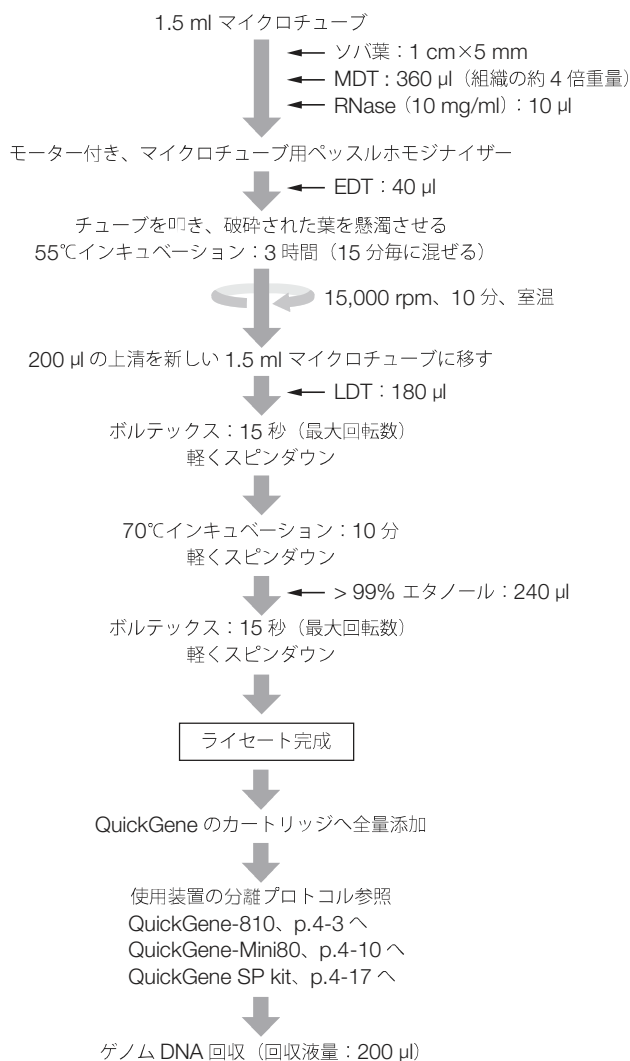 1.5 ml マイクロチューブ
ソバ葉：1 cm×5 mm
MDT : 360 µl（組織の約 4 倍重量）
RNase（10 mg/ml）: 10 µl
モーター付き、マイクロチューブ用ペッスルホモジナイザー
EDT：40 µl
チューブを叩き、破砕された葉を懸濁させる
55℃インキュベーション：3 時間（15 分毎に混ぜる）
15,000 rpm、10 分、室温
200 µl の上清を新しい 1.5 ml マイクロチューブに移す
LDT：180 µl
ボルテックス：15 秒（最大回転数）
軽くスピンダウン
70℃インキュベーション：10 分
軽くスピンダウン
> 99% エタノール：240 µl
ボルテックス：15 秒（最大回転数）
軽くスピンダウン
ライセート完成
QuickGene のカートリッジへ全量添加
使用装置の分離プロトコル参照
QuickGene-810、p.4-3 へ
QuickGene-Mini80、p.4-10 へ
QuickGene SP kit、p.4-17 へ
ゲノム DNA 回収（回収液量：200 µl）